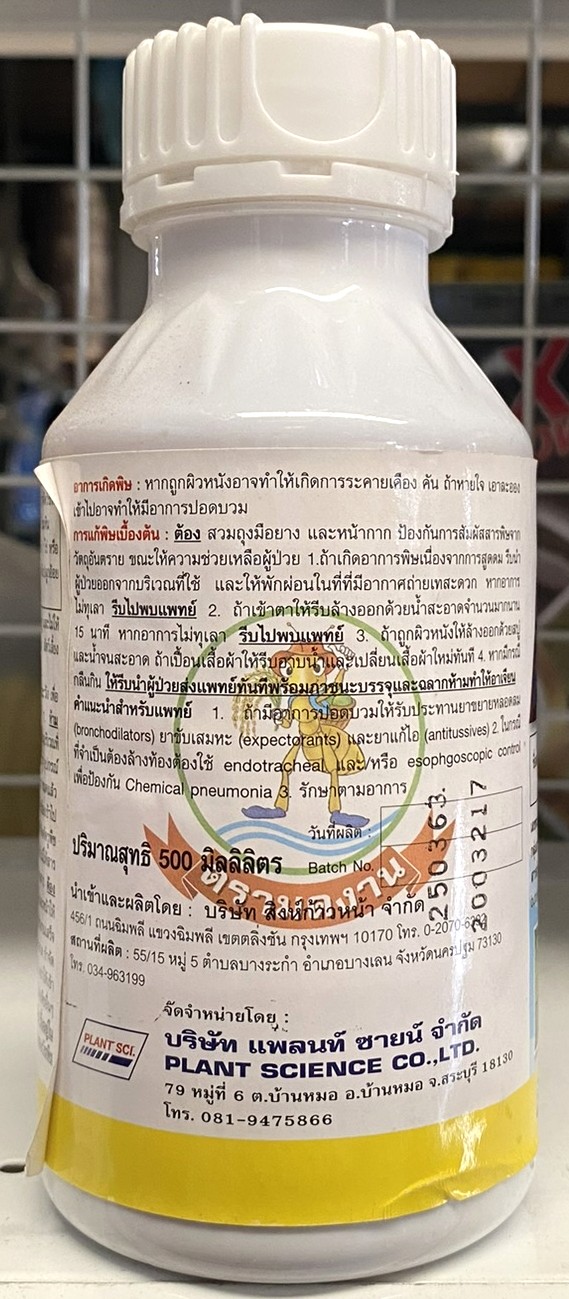 อาการเกิดพิษ : หากถูกผิวหนังอาจทำให้เกิดการระคายเคือง คัน ถ้าหายใจ เอาละออง
เข้าไปอาจทำให้มีอาการปอดบวม
การแก้พิษเบื้องต้น : ต้อง สวมถุงมือยาง และหน้ากาก ป้องกันการสัมผัสสารพิษจาก
วัตถุอันตราย ขณะให้ความช่วยเหลือผู้ป่วย 1.ถ้าเกิดอาการพิษเนื่องจากการสูดดม รีบนำ
ผู้ป่วยออกจากบริเวณที่ใช้ และให้พักผ่อนในที่ที่มีอากาศถ่ายเทสะดวก หากอาการ
ไม่ทุเลา รีบไปพบแพทย์ 2. ถ้าเข้าตาให้รีบล้างออกด้วยน้ำสะอาดจำนวนมากนาน
15 นาที หากอาการไม่ทุเลา รีบไปพบแพทย์ 3. ถ้าถูกผิวหนังให้ล้างออกด้วยสบู่
และน้ำจนสะอาด ถ้าเปื้อนเสื้อผ้าให้รีบอาบน้ำและเปลี่ยนเสื้อผ้าใหม่ทันที 4. หากมีกรณี
กลืนกิน ให้รีบนำผู้ป่วยส่งแพทย์ทันทีพร้อมภาชนะบรรจุและฉลากห้ามทำให้อาเจียน
คำแนะนำสำหรับแพทย์ 1. ถ้ามีอาการปอดบวมให้รับประทานยาขยายหลอดลม
(bronchodilators) ยาขับเสมหะ (expectorants) และยาแก้ไอ (antitussives) 2.ในกรณี
ที่จำเป็นต้องล้างท้องต้องใช้ endotracheal และ/หรือ esophgoscopic control
เพื่อป้องกัน Chemical pneumonia 3. รักษาตามอาการ
วันที่ผลิต : 250363.
Batch No. 2003217
ปริมาณสุทธิ 500 มิลลิลิตร
ตรามดงาน
นำเข้าและผลิตโดย : บริษัท สิงห์ก้าวหน้า จำกัด
456/1 ถนนฉิมพลี แขวงฉิมพลี เขตตลิ่งชัน กรุงเทพฯ 10170 โทร.
สถานที่ผลิต : 55/15 หมู่ 5 ตำบลบางระกำ อำเภอบางเลน จังหวัดนครปฐม 73130
โทร. 034-963199
จัดจำหน่ายโดย :
PLANT SCI.
บริษัท แพลนท์ ซายน์ จำกัด
PLANT SCIENCE CO.,LTD.
79 หมู่ที่ 6 ต.บ้านหมอ อ.บ้านหมอ จ.สระบุรี 18130
โทร. 081-9475866